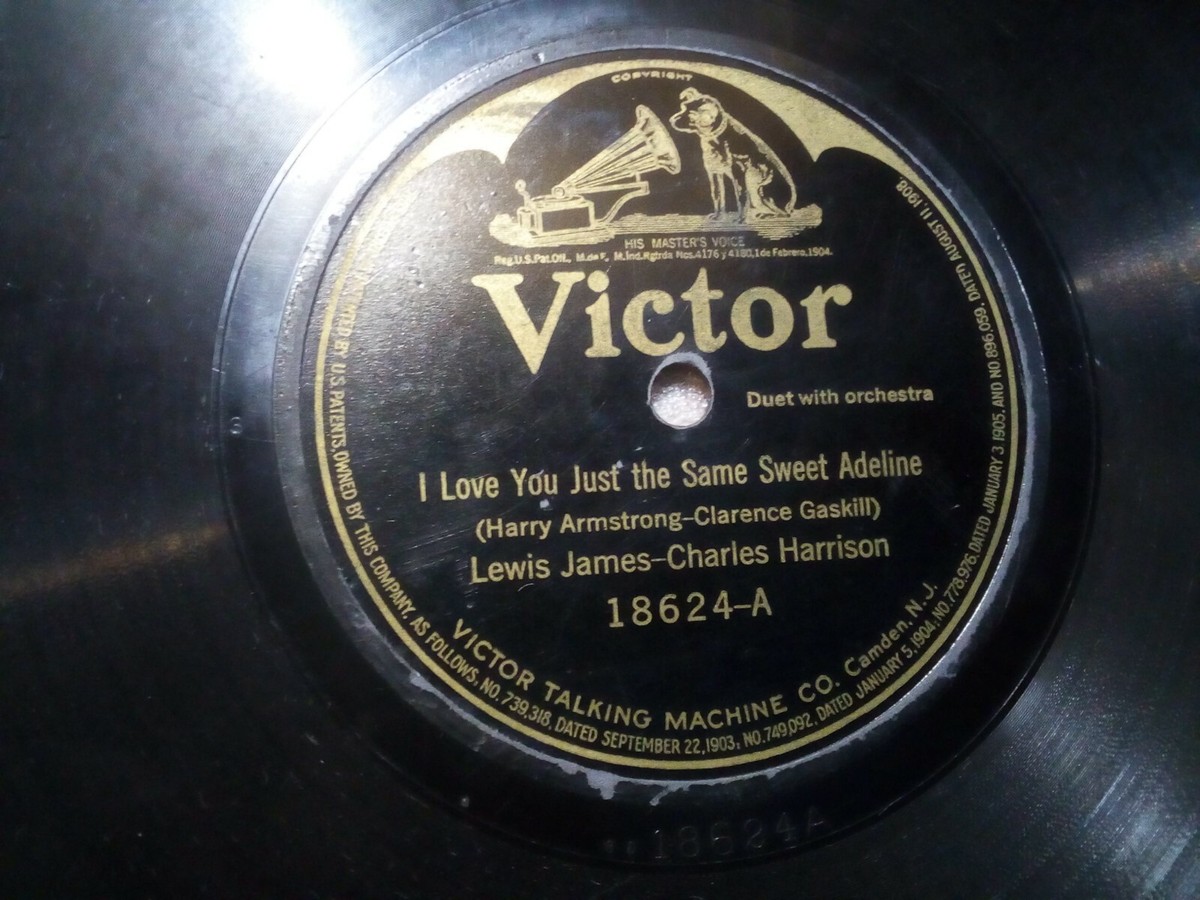 COPYRIGHT
HIS MASTER'S VOICE
Reg.U.S.Pat.Off., M.de F. M.Ind.Rgtrda Nos.4176 y 4180,1 de Febrero,1904.
Victor
Duet with orchestra
I Love You Just the Same Sweet Adeline
(Harry Armstrong–Clarence Gaskill)
Lewis James–Charles Harrison
18624–A
VICTOR TALKING MACHINE CO. Camden, N.J.
BY U.S. PATENTS, OWNED BY THIS COMPANY, AS FOLLOWS, NO. 739,318, DATED SEPTEMBER 22, 1903; NO. 749,092, DATED JANUARY 5, 1904; NO. 778,976, DATED JANUARY 3 1905, AND NO. 896,059, DATED AUGUST 11, 1908.
18624A